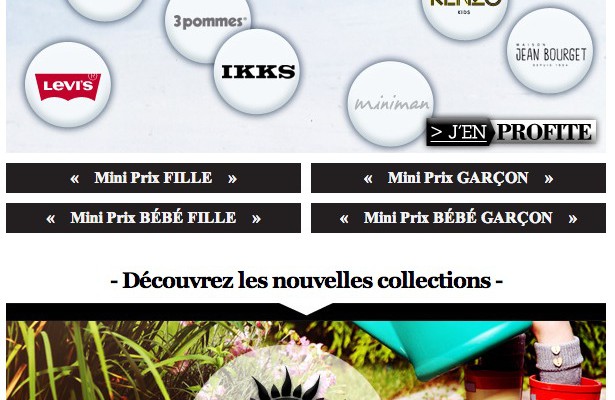 KENZO
KIDS
3pommes®
MAISON
JEAN BOURGET
DEPUIS 1954
IKKS
LEVI'S®
miniman
> J'EN PROFITE
« Mini Prix FILLE »
« Mini Prix GARÇON »
« Mini Prix BÉBÉ FILLE »
« Mini Prix BÉBÉ GARÇON »
- Découvrez les nouvelles collections -